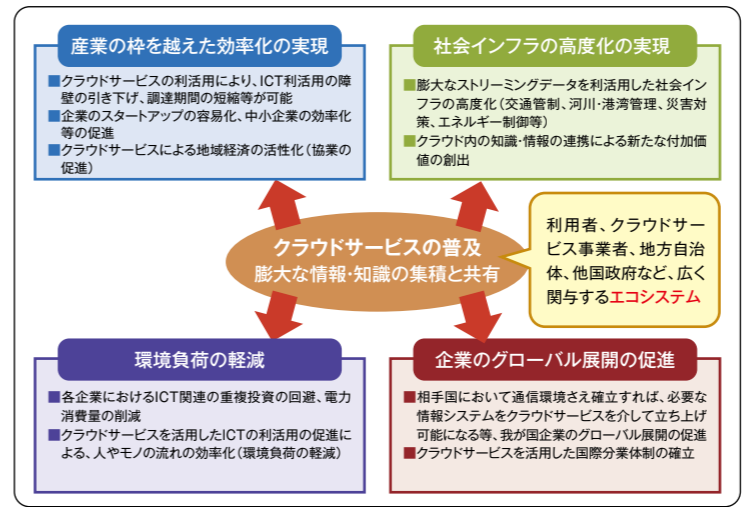 産業の枠を越えた効率化の実現
■クラウドサービスの利活用により、ICT利活用の障
壁の引き下げ、調達期間の短縮等が可能
■企業のスタートアップの容易化、中小企業の効率化
等の促進
■クラウドサービスによる地域経済の活性化（協業の
促進）
社会インフラの高度化の実現
■膨大なストリーミングデータを利活用した社会イン
フラの高度化（交通管制、河川・港湾管理、災害対
策、エネルギー制御等）
■クラウド内の知識・情報の連携による新たな付加価
値の創出
クラウドサービスの普及
膨大な情報・知識の集積と共有
利用者、クラウドサー
ビス事業者、地方自治
体、他国政府など、広く
関与するエコシステム
環境負荷の軽減
■各企業におけるICT関連の重複投資の回避、電力
消費量の削減
■クラウドサービスを活用したICTの利活用の促進に
よる、人やモノの流れの効率化（環境負荷の軽減）
企業のグローバル展開の促進
■相手国において通信環境さえ確立すれば、必要な
情報システムをクラウドサービスを介して立ち上げ
可能になる等、我が国企業のグローバル展開の促進
■クラウドサービスを活用した国際分業体制の確立